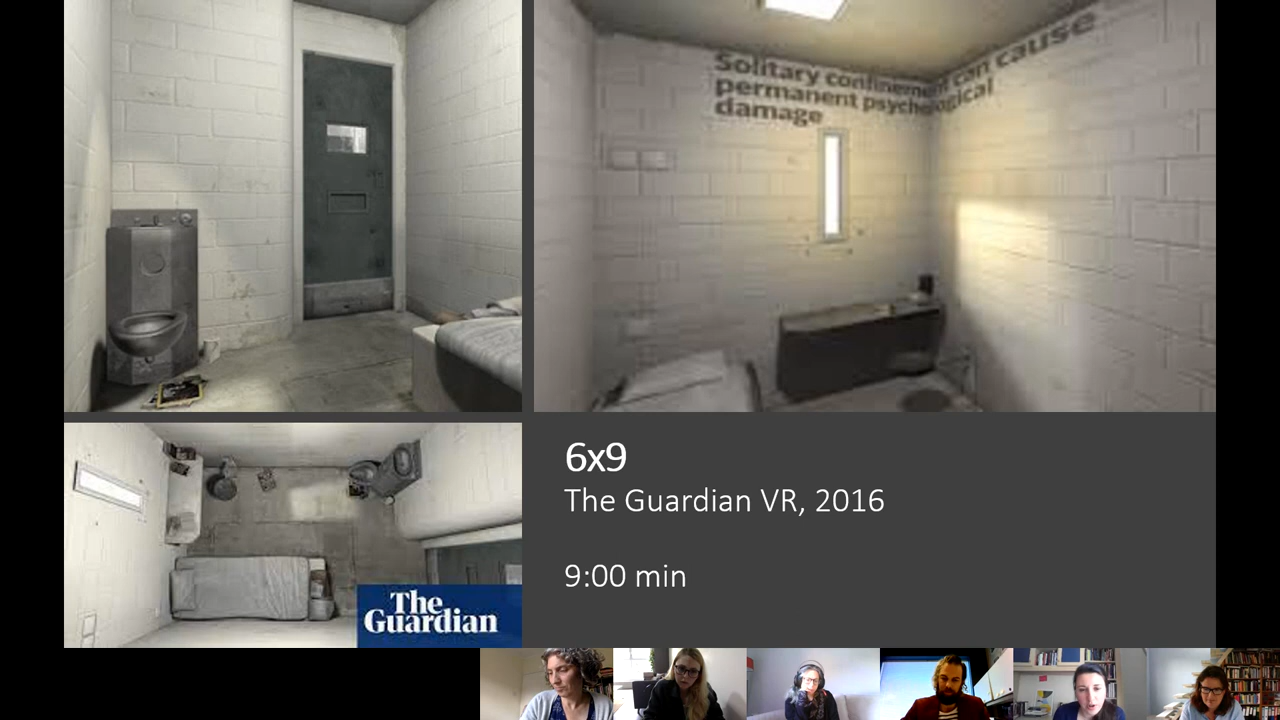 Solitary confinement can cause
permanent psychological
damage
6x9
The Guardian VR, 2016
9:00 min
The
Guardian